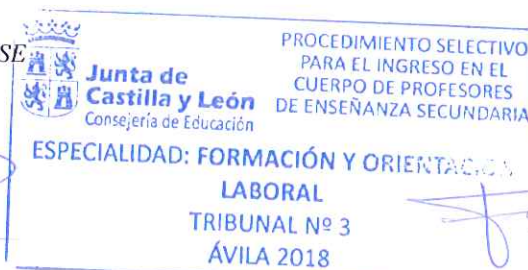 SE
Junta de
Castilla y León
Consejería de Educación
PROCEDIMIENTO SELECTIVO
PARA EL INGRESO EN EL
CUERPO DE PROFESORES
DE ENSEÑANZA SECUNDARIA
ESPECIALIDAD: FORMACIÓN Y ORIENTACIÓN
LABORAL
TRIBUNAL Nº 3
ÁVILA 2018